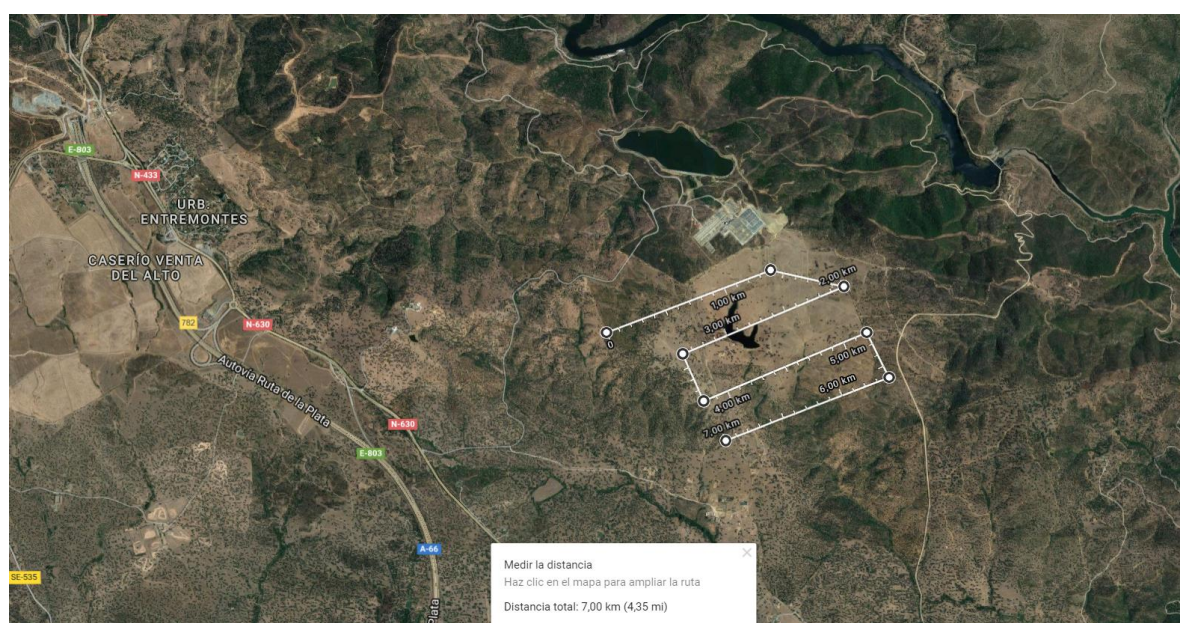 E-803
N-433
URB.
ENTREMONTES
CASERÍO VENTA
DEL ALTO
782
N-630
Autovía Ruta de la Plata
N-630
E-803
A-66
SE-535
Plata
0
1,00 km
2,00 km
3,00 km
4,00 km
5,00 km
6,00 km
7,00 km
Medir la distancia
Haz clic en el mapa para ampliar la ruta
Distancia total: 7,00 km (4,35 mi)